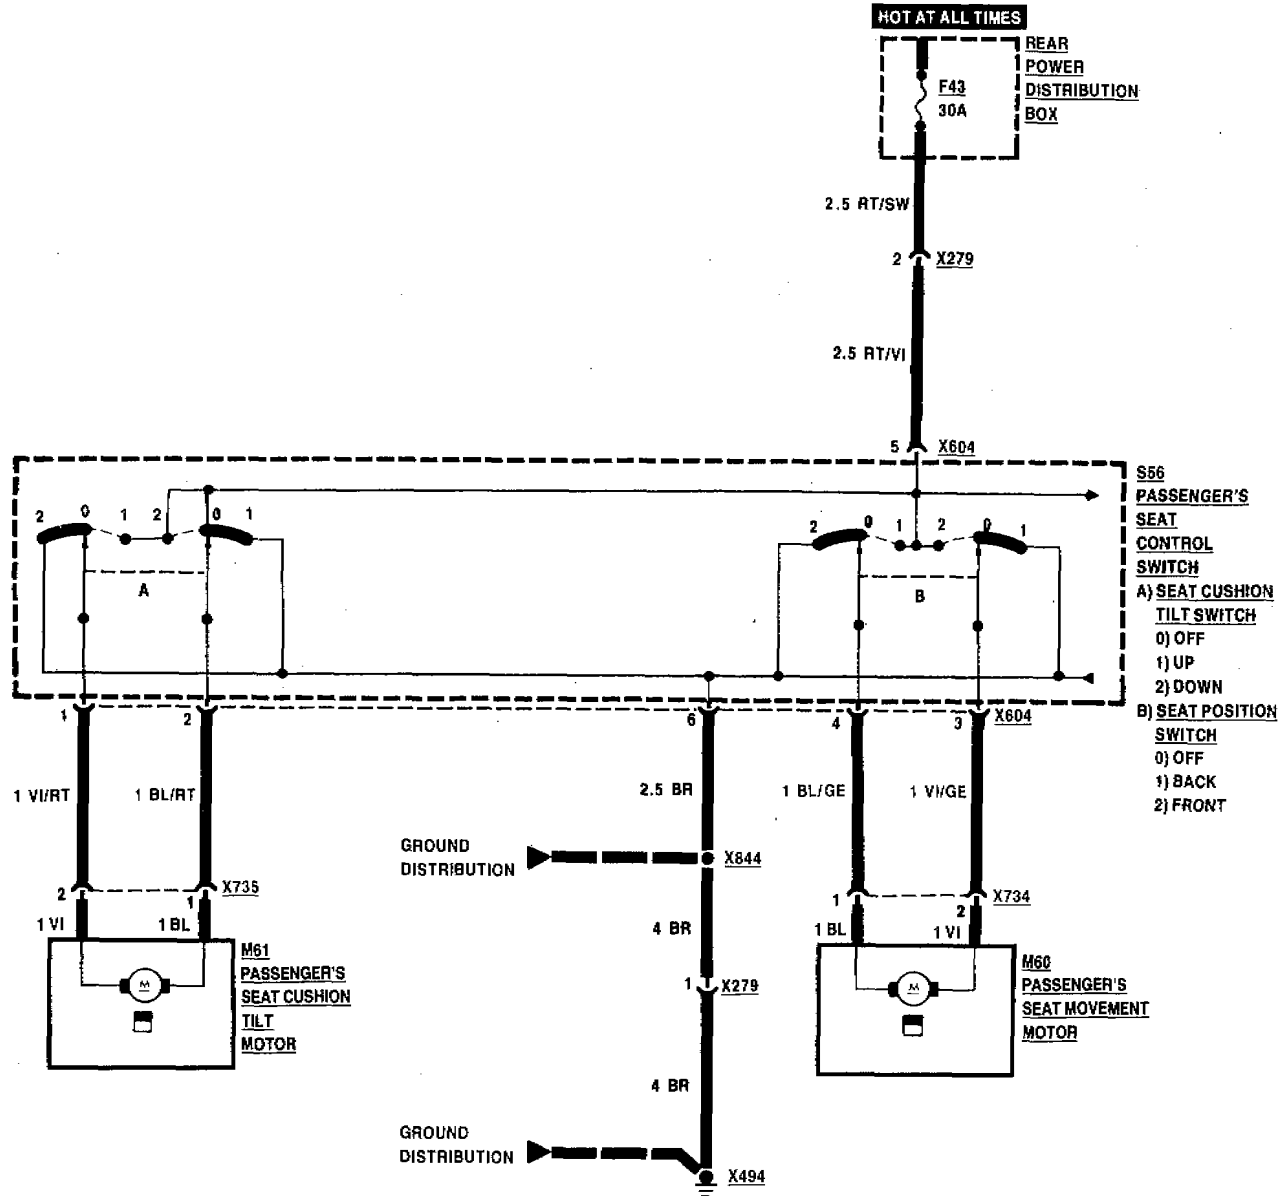 HOT AT ALL TIMES
REAR
POWER
DISTRIBUTION
BOX
F43
30A
2.5 RT/SW
2 X279
2.5 RT/VI
5 X604
2 0 1 2 0 1
2 0 1 2 0 1
A
B
S56
PASSENGER'S
SEAT
CONTROL
SWITCH
A) SEAT CUSHION
TILT SWITCH
0) OFF
1) UP
2) DOWN
B) SEAT POSITION
SWITCH
0) OFF
1) BACK
2) FRONT
1 2 6 4 3 X604
1 VI/RT 1 BL/RT 2.5 BR 1 BL/GE 1 VI/GE
GROUND
DISTRIBUTION
X844
2 1 X735
1 2 X734
1 VI 1 BL 4 BR 1 BL 1 VI
M61
PASSENGER'S
SEAT CUSHION
TILT
MOTOR
M
1 X279
M60
PASSENGER'S
SEAT MOVEMENT
MOTOR
M
4 BR
GROUND
DISTRIBUTION
X494